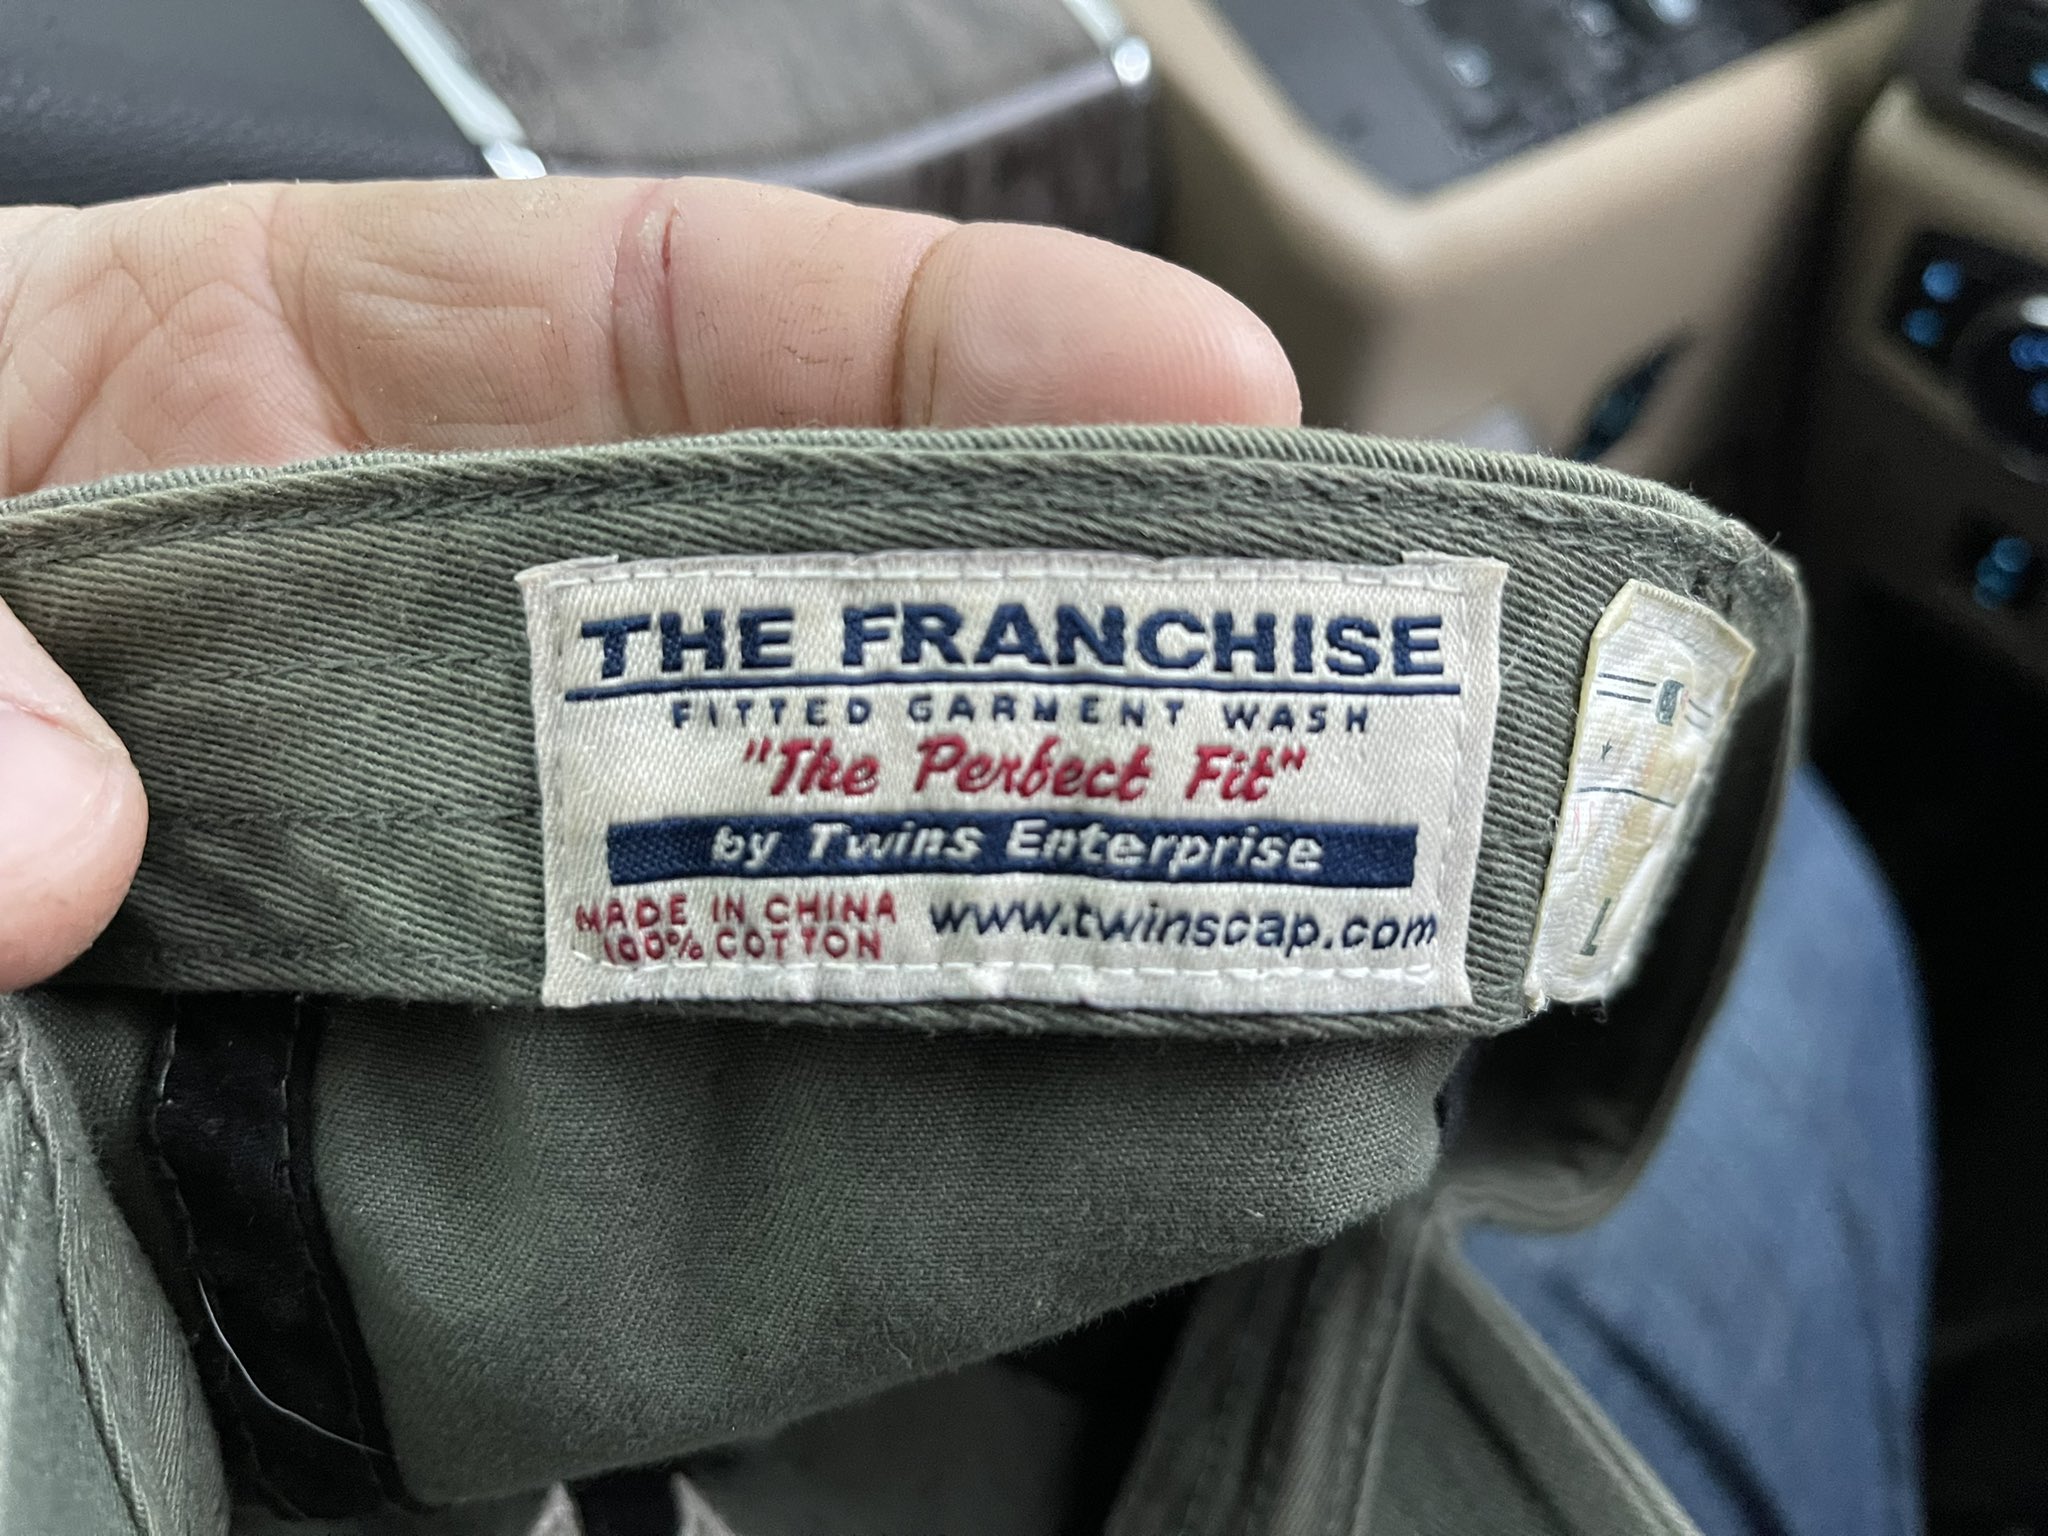 THE FRANCHISE
FITTED GARMENT WASH
"The Perfect Fit"
by Twins Enterprise
MADE IN CHINA
100% COTTON
www.twinscap.com